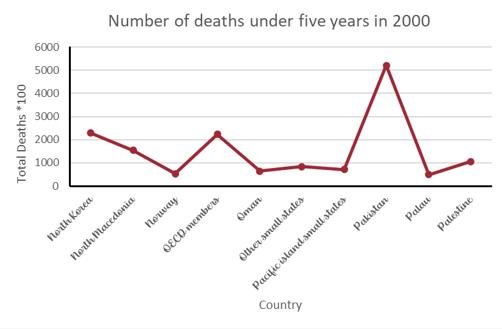 Number of deaths under five years in 2000
6000
5000
4000
3000
2000
1000
0
Total Deaths *100
North Korea
North Macedonia
Norway
OECD members
Oman
Other small states
Pacific island small states
Pakistan
Palau
Palestine
Country